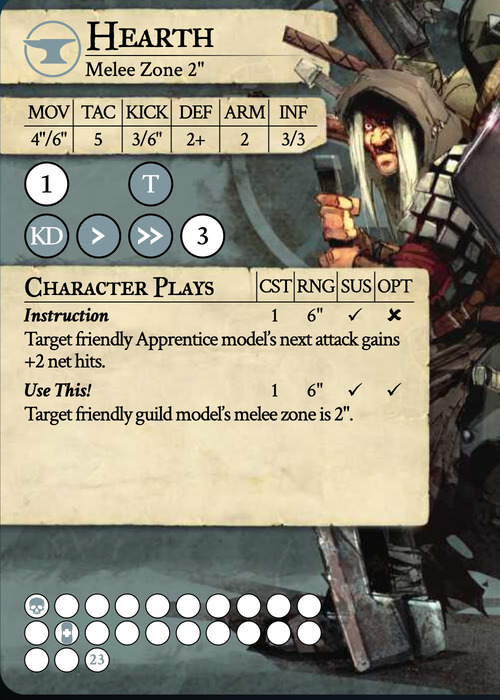 HEARTH
Melee Zone 2"
MOV TAC KICK DEF ARM INF
4"/6" 5 3/6" 2+ 2 3/3
1 T
KD > >> 3
CHARACTER PLAYS CST RNG SUS OPT
Instruction 1 6" ✓ ✘
Target friendly Apprentice model's next attack gains
+2 net hits.
Use This! 1 6" ✓ ✓
Target friendly guild model's melee zone is 2".
23